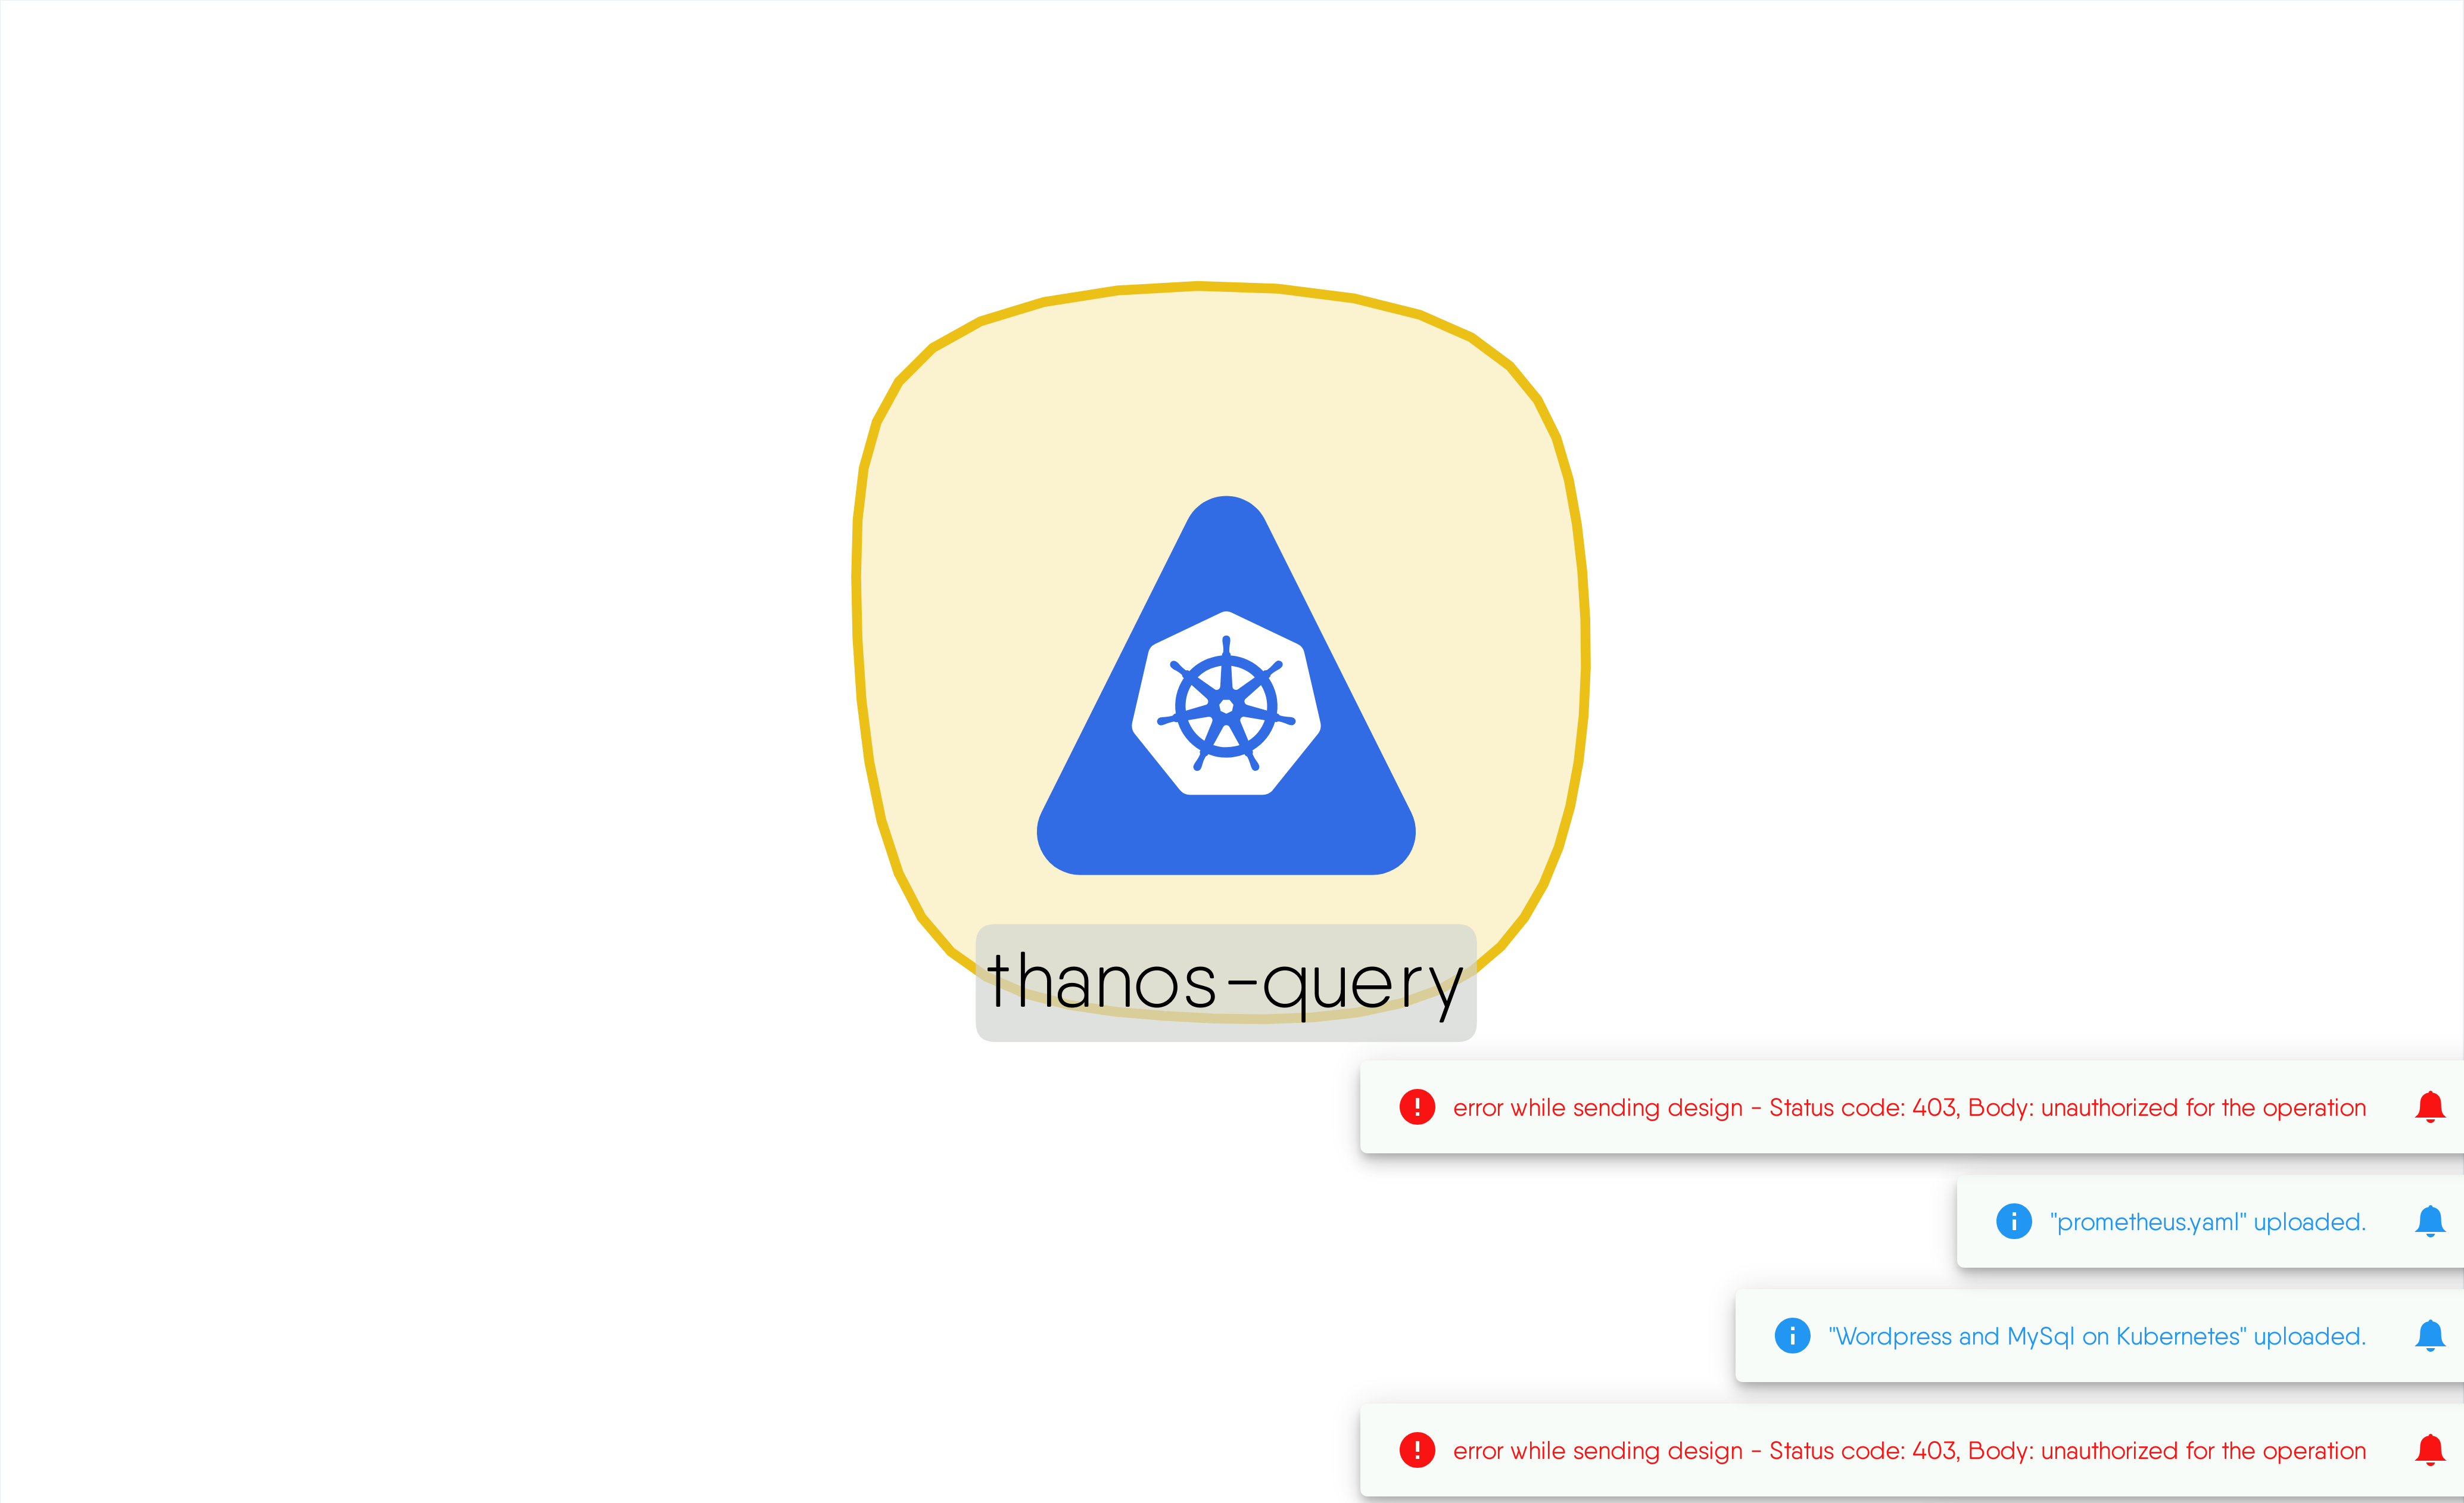 thanos-query
error while sending design - Status code: 403, Body: unauthorized for the operation
"prometheus.yaml" uploaded.
"Wordpress and MySql on Kubernetes" uploaded.
error while sending design - Status code: 403, Body: unauthorized for the operation